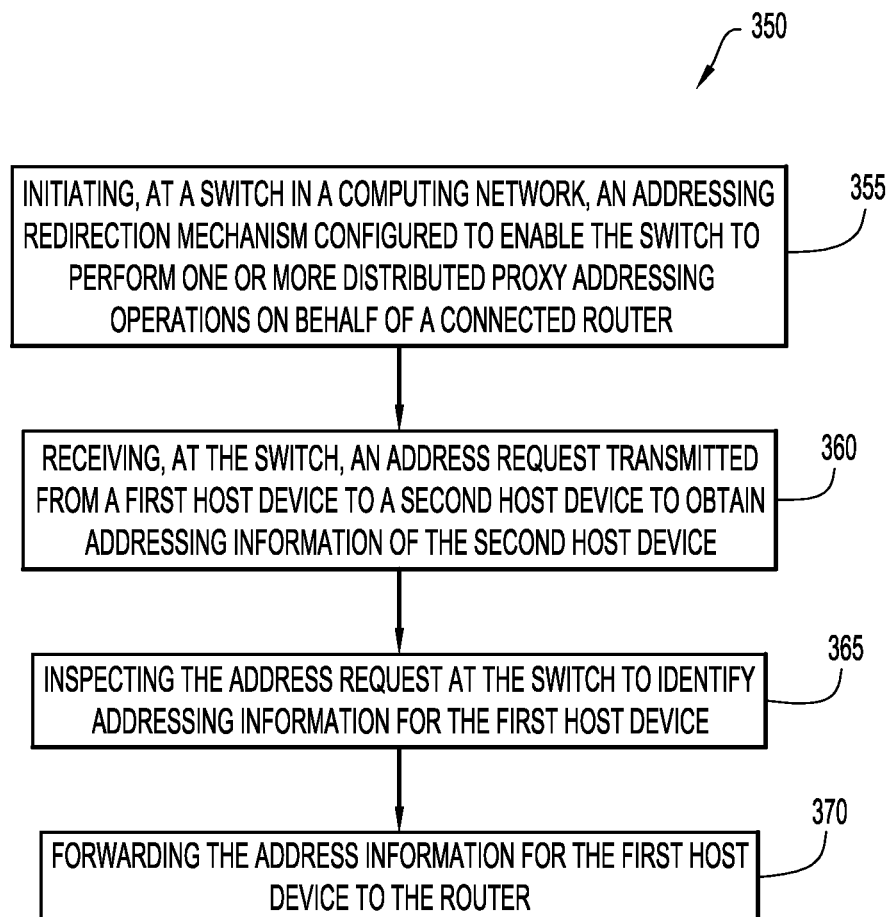 350
INITIATING, AT A SWITCH IN A COMPUTING NETWORK, AN ADDRESSING
REDIRECTION MECHANISM CONFIGURED TO ENABLE THE SWITCH TO
PERFORM ONE OR MORE DISTRIBUTED PROXY ADDRESSING
OPERATIONS ON BEHALF OF A CONNECTED ROUTER
355
RECEIVING, AT THE SWITCH, AN ADDRESS REQUEST TRANSMITTED
FROM A FIRST HOST DEVICE TO A SECOND HOST DEVICE TO OBTAIN
ADDRESSING INFORMATION OF THE SECOND HOST DEVICE
360
INSPECTING THE ADDRESS REQUEST AT THE SWITCH TO IDENTIFY
ADDRESSING INFORMATION FOR THE FIRST HOST DEVICE
365
FORWARDING THE ADDRESS INFORMATION FOR THE FIRST HOST
DEVICE TO THE ROUTER
370